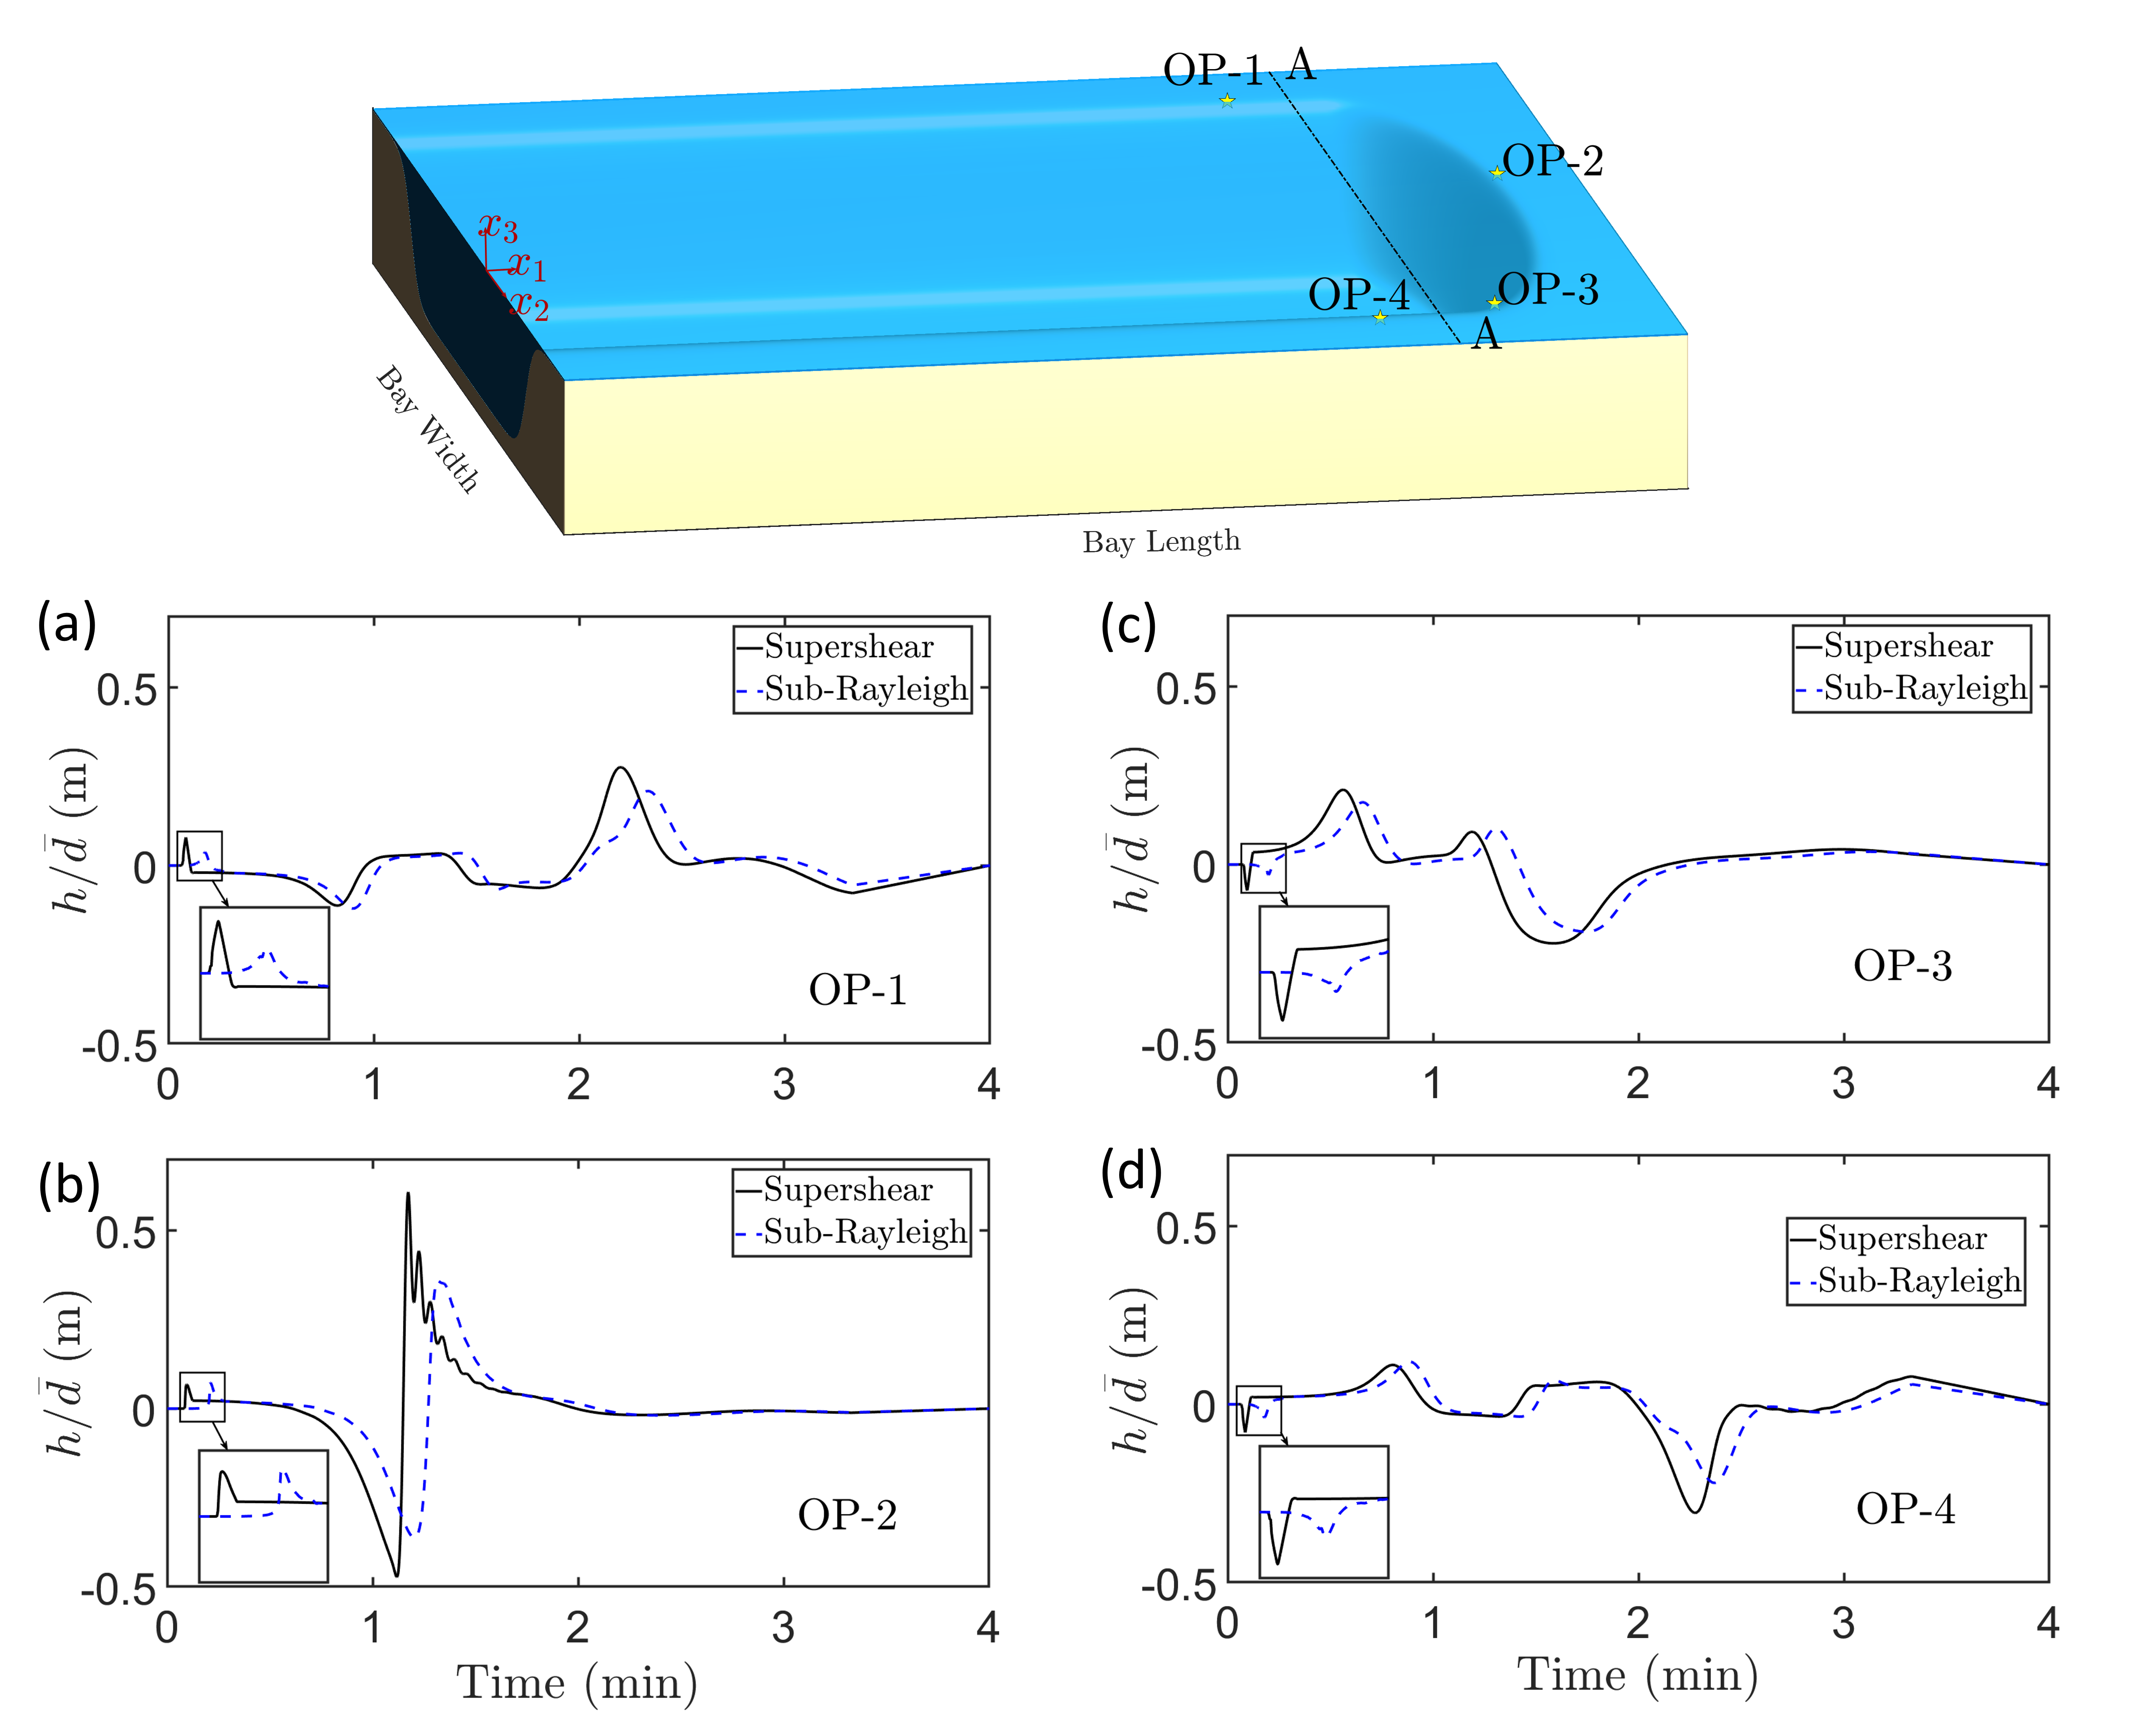 OP-1
A
OP-2
x3
x1
x2
OP-4
OP-3
A
Bay Width
Bay Length
(a)
Supershear
Sub-Rayleigh
0.5
0
-0.5
h/d̄ (m)
OP-1
0 1 2 3 4
(c)
Supershear
Sub-Rayleigh
0.5
0
-0.5
h/d̄ (m)
OP-3
0 1 2 3 4
(b)
Supershear
Sub-Rayleigh
0.5
0
-0.5
h/d̄ (m)
OP-2
0 1 2 3 4
Time (min)
(d)
Supershear
Sub-Rayleigh
0.5
0
-0.5
h/d̄ (m)
OP-4
0 1 2 3 4
Time (min)